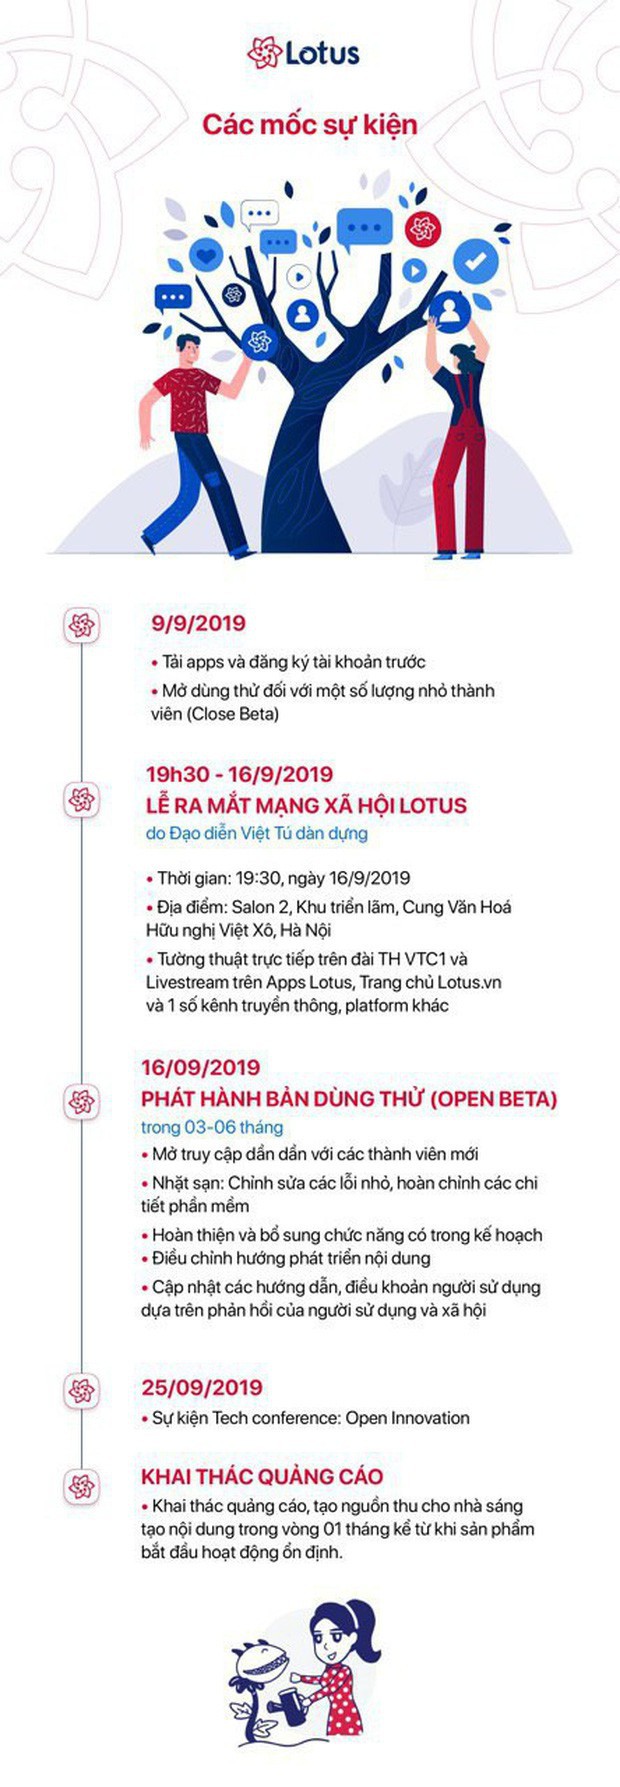 Lotus
Các mốc sự kiện
9/9/2019
• Tải apps và đăng ký tài khoản trước
• Mở dùng thử đối với một số lượng nhỏ thành
viên (Close Beta)
19h30 - 16/9/2019
LỄ RA MẮT MẠNG XÃ HỘI LOTUS
do Đạo diễn Việt Tú dàn dựng
• Thời gian: 19:30, ngày 16/9/2019
• Địa điểm: Salon 2, Khu triển lãm, Cung Văn Hoá
Hữu nghị Việt Xô, Hà Nội
• Tường thuật trực tiếp trên đài TH VTC1 và
Livestream trên Apps Lotus, Trang chủ Lotus.vn
và 1 số kênh truyền thông, platform khác
16/09/2019
PHÁT HÀNH BẢN DÙNG THỬ (OPEN BETA)
trong 03-06 tháng
• Mở truy cập dần dần với các thành viên mới
• Nhặt sạn: Chỉnh sửa các lỗi nhỏ, hoàn chỉnh các chi
tiết phần mềm
• Hoàn thiện và bổ sung chức năng có trong kế hoạch
• Điều chỉnh hướng phát triển nội dung
• Cập nhật các hướng dẫn, điều khoản người sử dụng
dựa trên phản hồi của người sử dụng và xã hội
25/09/2019
• Sự kiện Tech conference: Open Innovation
KHAI THÁC QUẢNG CÁO
• Khai thác quảng cáo, tạo nguồn thu cho nhà sáng
tạo nội dung trong vòng 01 tháng kể từ khi sản phẩm
bắt đầu hoạt động ổn định.